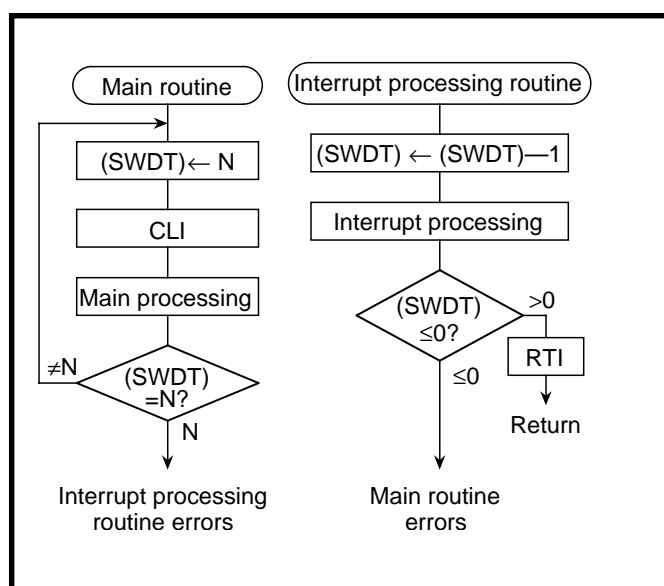 Main routine
(SWDT)← N
CLI
Main processing
(SWDT)
=N?
≠N
N
Interrupt processing
routine errors
Interrupt processing routine
(SWDT) ← (SWDT)—1
Interrupt processing
(SWDT)
≤0?
>0
RTI
Return
≤0
Main routine
errors